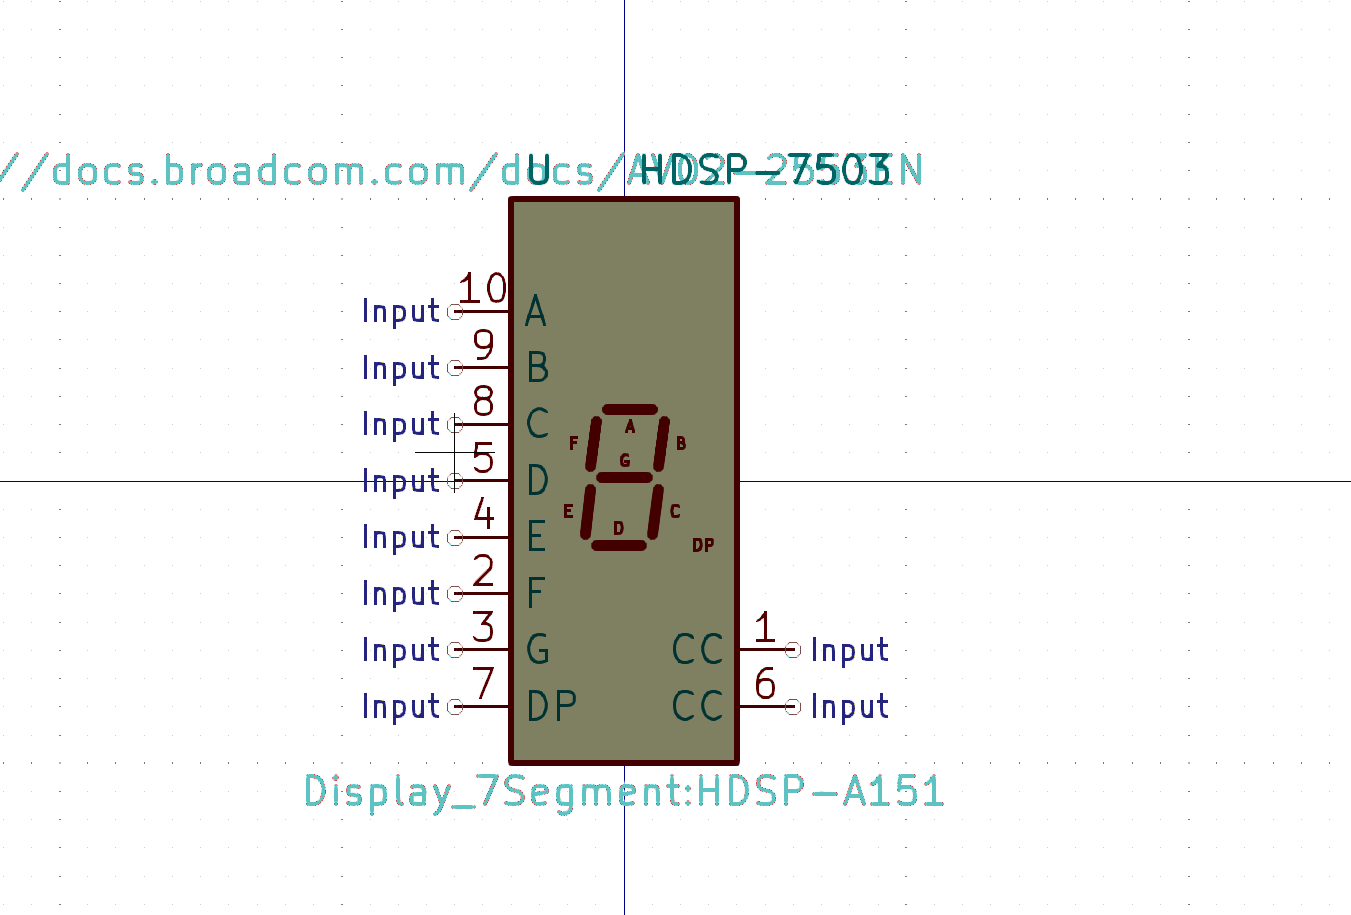 //docs.broadcom.com/docs/AV02-2553EN
U HDSP-7503
Input 10 A
Input 9 B
Input 8 C
Input 5 D
Input 4 E
Input 2 F
Input 3 G
Input 7 DP
A
F B
G
E C
D
DP
CC 1 Input
CC 6 Input
Display_7Segment:HDSP-A151